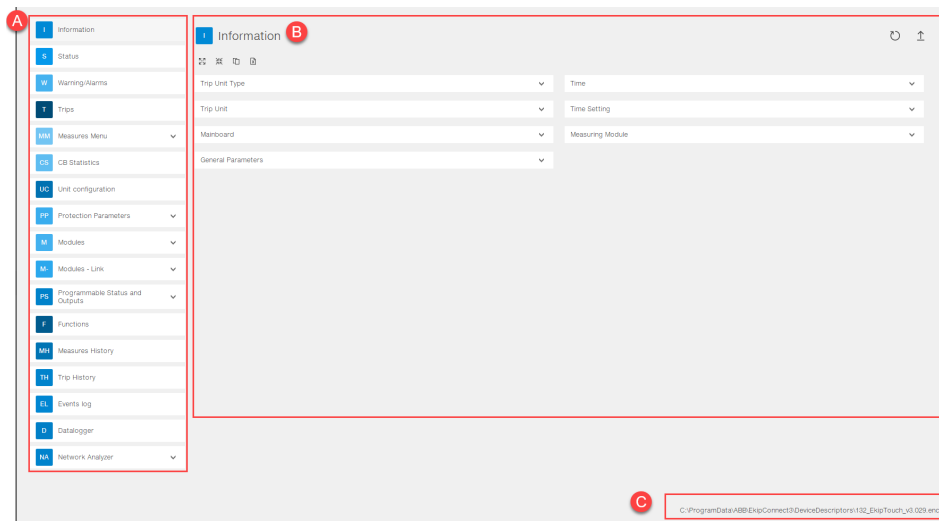 A
I Information
S Status
W Warning/Alarms
T Trips
MM Measures Menu
CS CB Statistics
UC Unit configuration
PP Protection Parameters
M Modules
M- Modules - Link
PS Programmable Status and
Outputs
F Functions
MH Measures History
TH Trip History
EL Events log
D Datalogger
NA Network Analyzer
I Information B
Trip Unit Type
Time
Trip Unit
Time Setting
Mainboard
Measuring Module
General Parameters
C
C:\ProgramData\ABB\EkipConnect3\DeviceDescriptors\132_EkipTouch_v3.029.enc